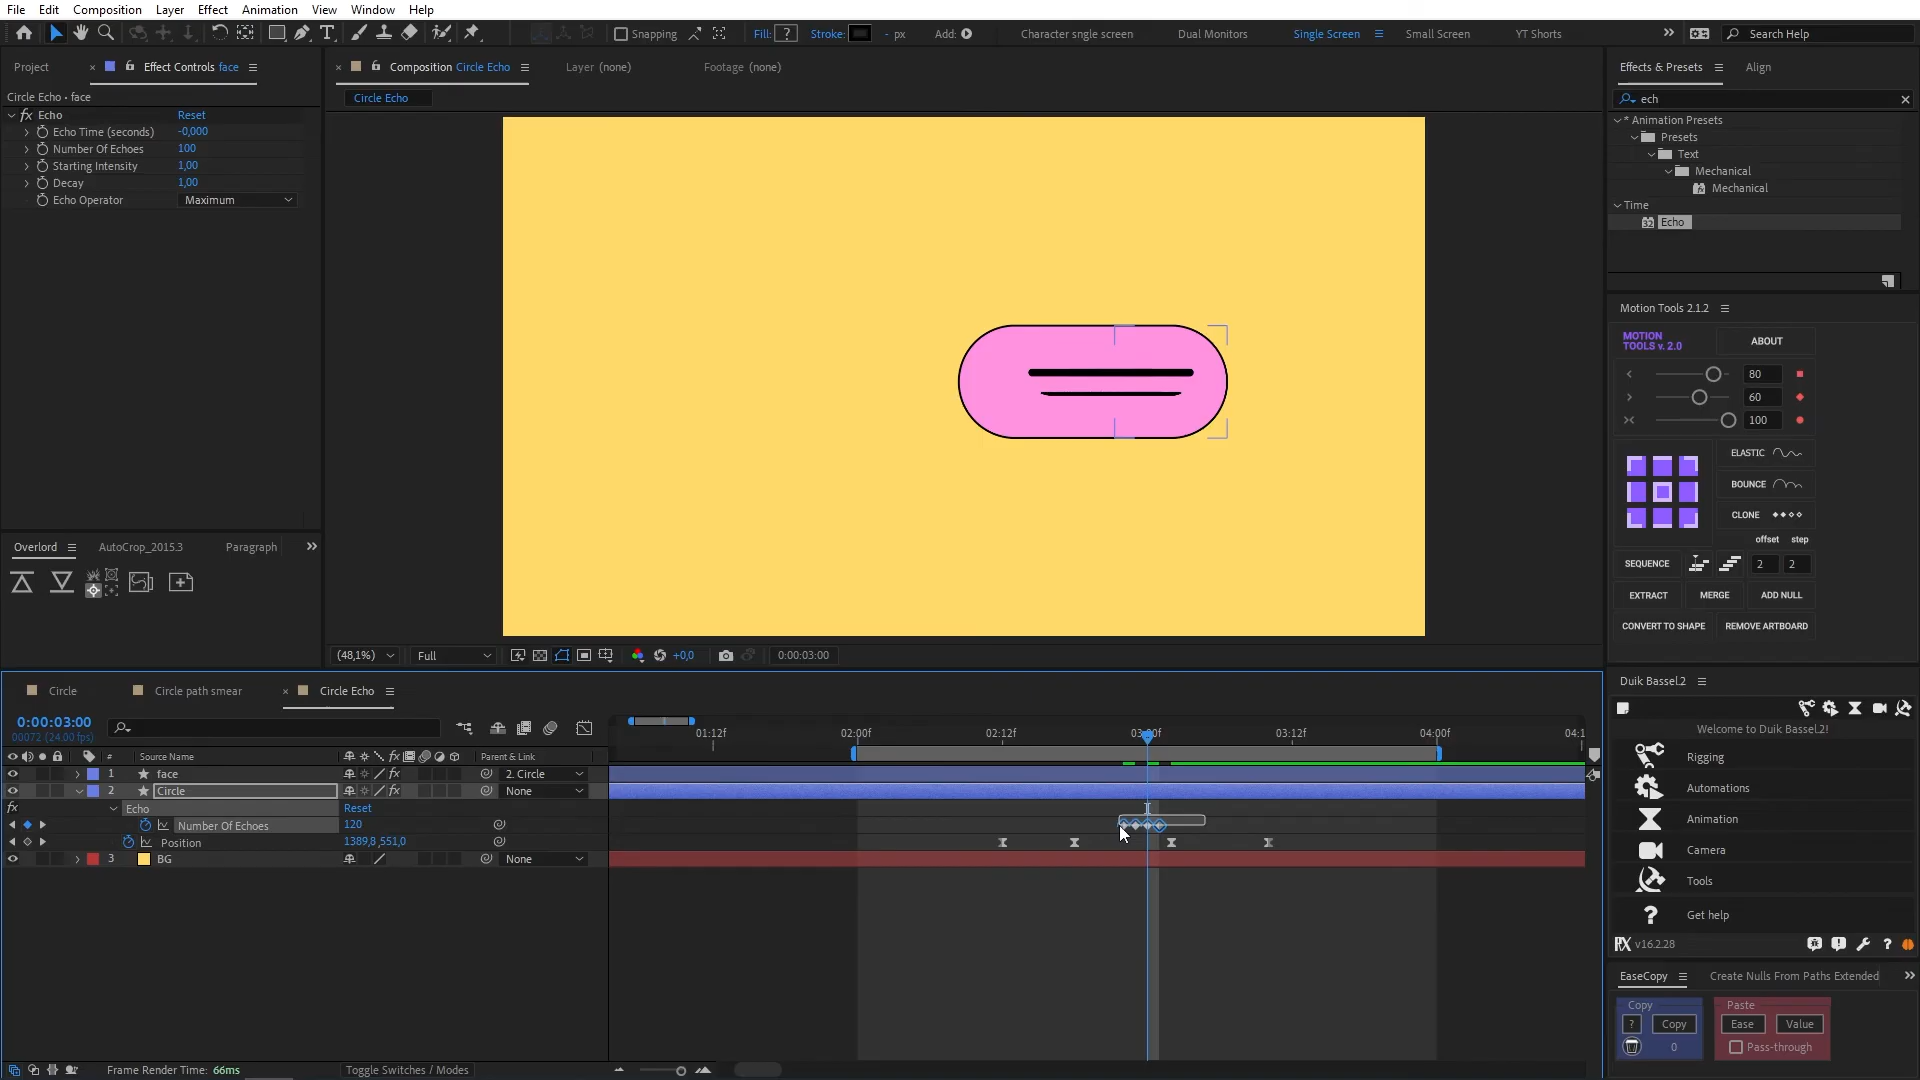 File Edit Composition Layer Effect Animation View Window Help
Snapping Fill: ? Stroke: - px Add: Character sngle screen Dual Monitors Single Screen Small Screen YT Shorts Search Help
Project Effect Controls face Composition Circle Echo Layer (none) Footage (none) Effects & Presets Align
Circle Echo • face
Circle Echo
ech
fx Echo Reset
Echo Time (seconds) -0,000
Number Of Echoes 100
Starting Intensity 1,00
Decay 1,00
Echo Operator Maximum
* Animation Presets
Presets
Text
Mechanical
Mechanical
Time
Echo
Motion Tools 2.1.2
MOTION
TOOLS v. 2.0
ABOUT
80
60
100
ELASTIC
BOUNCE
CLONE
offset step
SEQUENCE 2 2
EXTRACT MERGE ADD NULL
CONVERT TO SHAPE REMOVE ARTBOARD
Overlord AutoCrop_2015.3 Paragraph
(48,1%) Full +0,0 0:00:03:00
Circle Circle path smear Circle Echo
0:00:03:00
00072 (24.00 fps)
01:12f 02:00f 02:12f 03:00f 03:12f 04:00f 04:1
# Source Name fx Parent & Link
1 face fx 2. Circle
2 Circle fx None
fx Echo Reset
Number Of Echoes 120
Position 1389,8,551,0
3 BG None
Frame Render Time: 66ms Toggle Switches / Modes
Duik Bassel.2
Welcome to Duik Bassel.2!
Rigging
Automations
Animation
Camera
Tools
? Get help
v16.2.28 ?
EaseCopy Create Nulls From Paths Extended
Copy Paste
? Copy Ease Value
0 Pass-through